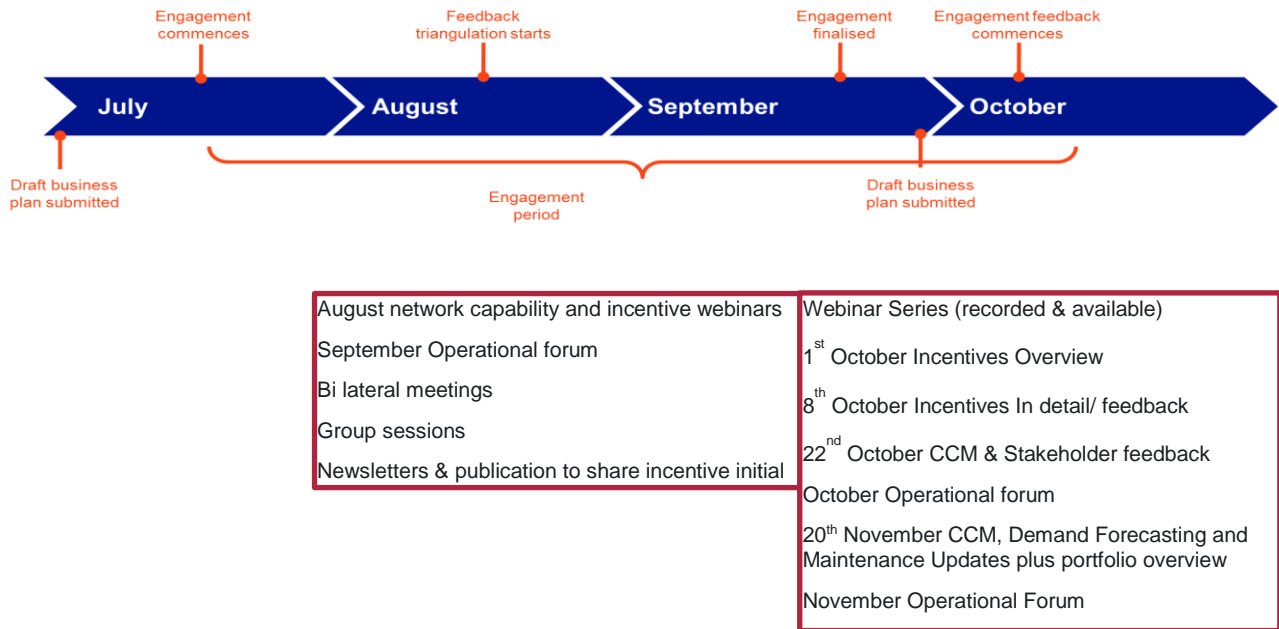 Engagement
commences
Feedback
triangulation starts
Engagement
finalised
Engagement feedback
commences
July
August
September
October
Draft business
plan submitted
Engagement
period
Draft business
plan submitted
August network capability and incentive webinars
September Operational forum
Bi lateral meetings
Group sessions
Newsletters & publication to share incentive initial
Webinar Series (recorded & available)
1st October Incentives Overview
8th October Incentives In detail/ feedback
22nd October CCM & Stakeholder feedback
October Operational forum
20th November CCM, Demand Forecasting and
Maintenance Updates plus portfolio overview
November Operational Forum